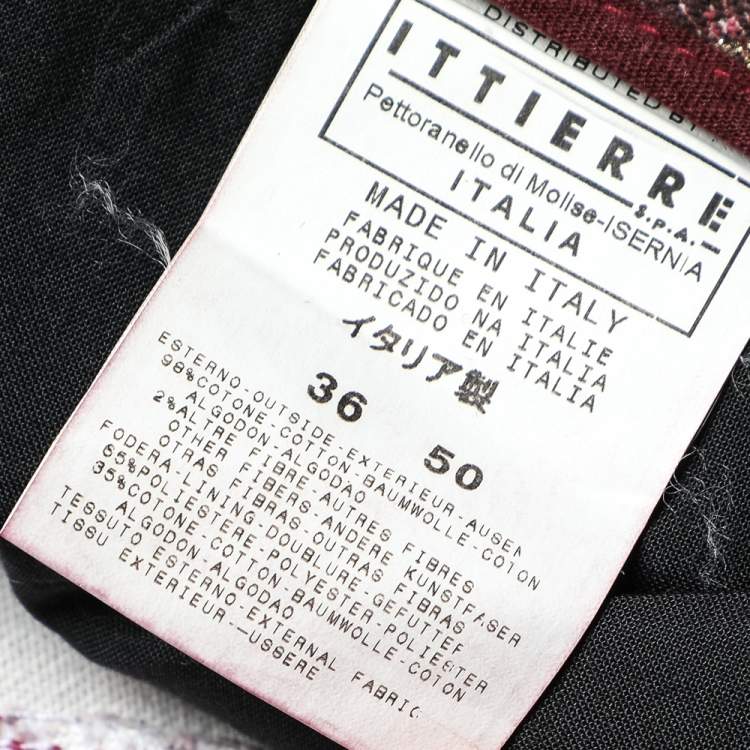 DISTRIBUTED BY
ITTIERRE
S.P.A.
Pettoranello di Molise-ISERNIA
ITALIA
MADE IN ITALY
FABRIQUE EN ITALIE
PRODUZIDO NA ITALIA
FABRICADO EN ITALIA
イタリア製
36 50
ESTERNO-OUTSIDE-EXTERIEUR-AUSEN
98%COTONE-COTTON-BAUMWOLLE-COTON
ALGODON-ALGODAO
2%ALTRE FIBRE-AUTRES FIBRES
OTHER FIBERS-ANDERE KUNSTFASER
OTRAS FIBRAS-OUTRAS FIBRAS
FODERA-LINING-DOUBLURE-GEFUTTEF
65%POLIESTERE-POLYESTER-POLIESTER
35%COTONE-COTTON-BAUMWOLLE-COTON
ALGODON ALGODAO
TESSUTO ESTERNO-EXTERNAL FABRIC
TISSU EXTERIEUR-USSERE